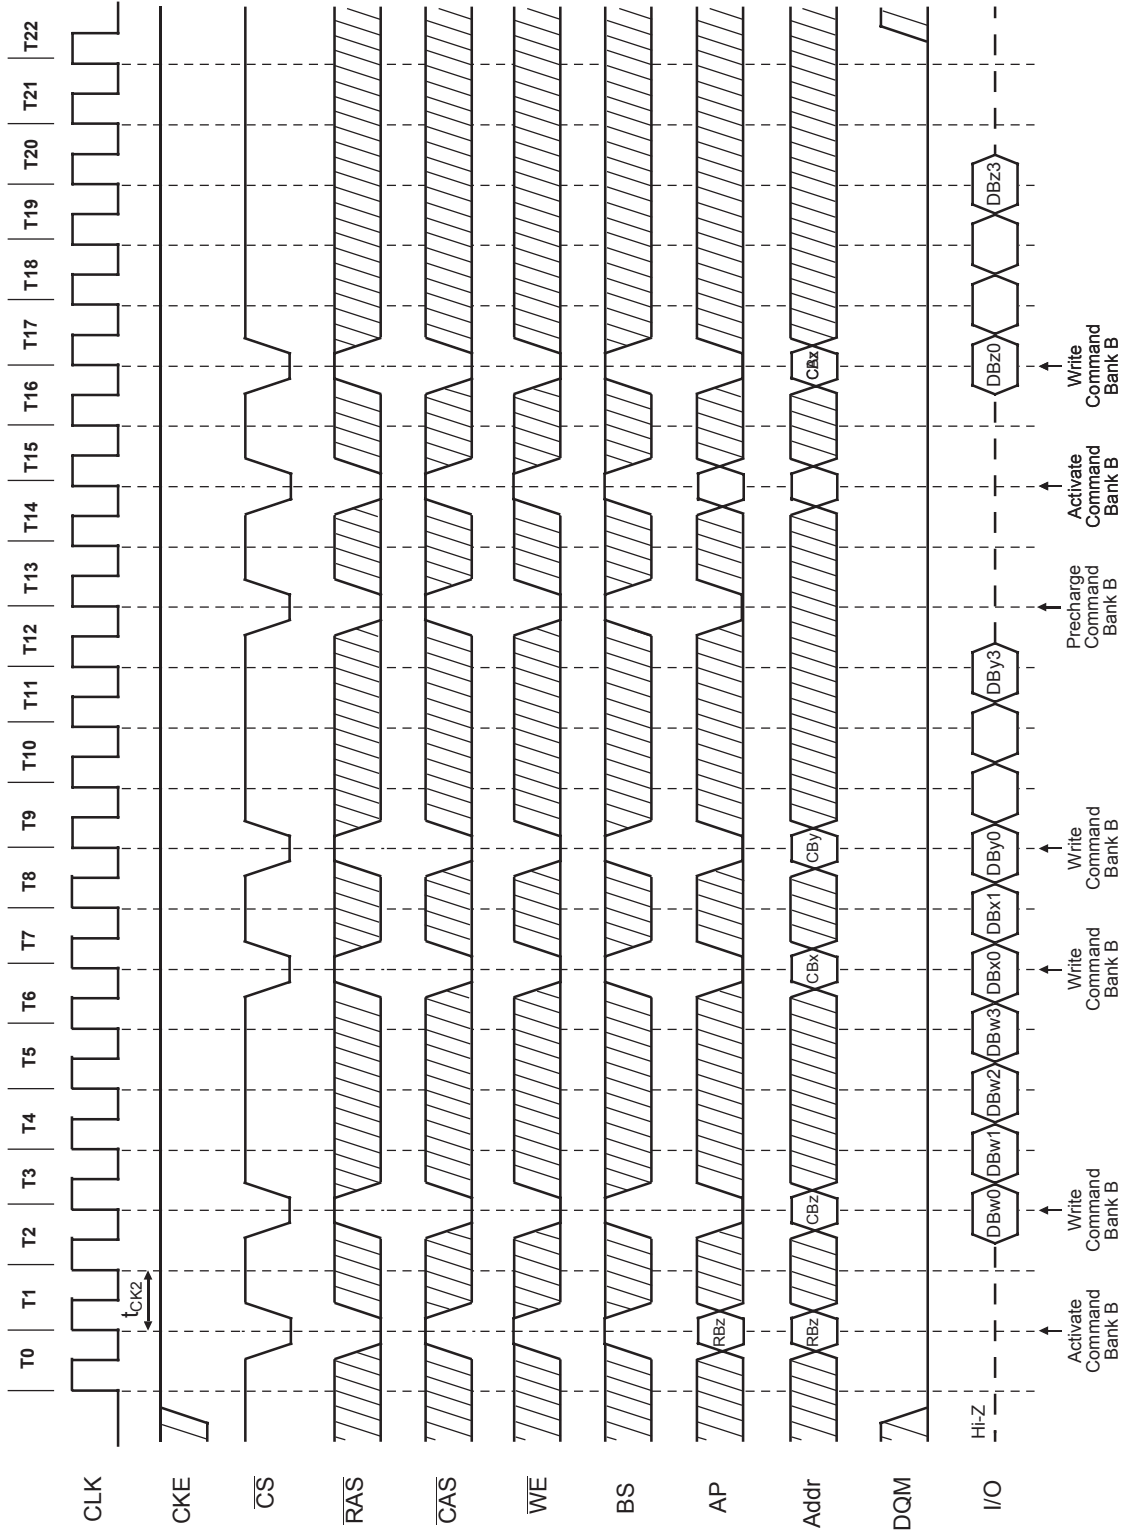 T0 T1 T2 T3 T4 T5 T6 T7 T8 T9 T10 T11 T12 T13 T14 T15 T16 T17 T18 T19 T20 T21 T22
CLK
tCK2
CKE
CS
RAS
CAS
WE
BS
AP
RBz
Addr
RBz CBz CBx CBy
DQM
I/O
Hi-Z
DBw0 DBw1 DBw2 DBw3 DBx0 DBx1 DBy0 DBy3 DBz0 DBz3
Activate
Command
Bank B
Write
Command
Bank B
Write
Command
Bank B
Write
Command
Bank B
Precharge
Command
Bank B
Activate
Command
Bank B
Write
Command
Bank B